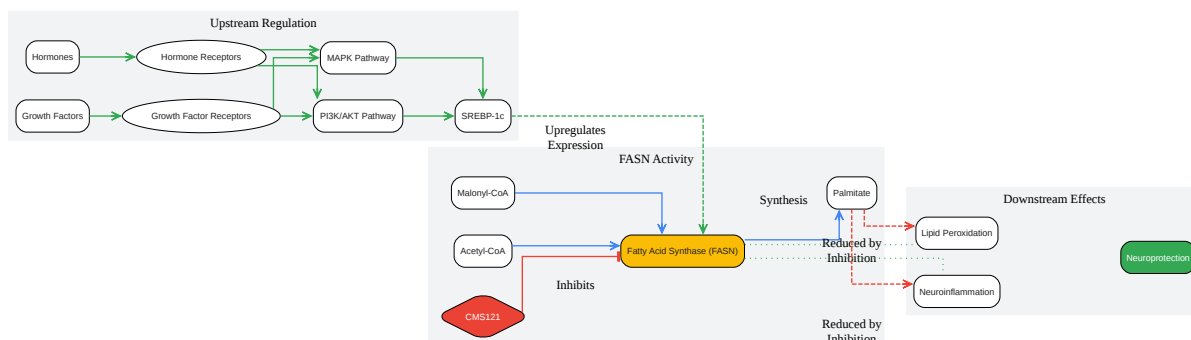 Upstream Regulation
Hormones
Hormone Receptors
MAPK Pathway
Growth Factors
Growth Factor Receptors
PI3K/AKT Pathway
SREBP-1c
Upregulates
Expression
FASN Activity
Malonyl-CoA
Synthesis
Palmitate
Downstream Effects
Lipid Peroxidation
Acetyl-CoA
Fatty Acid Synthase (FASN)
Reduced by
Inhibition
Neuroprotection
Inhibits
Neuroinflammation
CMS121
Reduced by
Inhibition